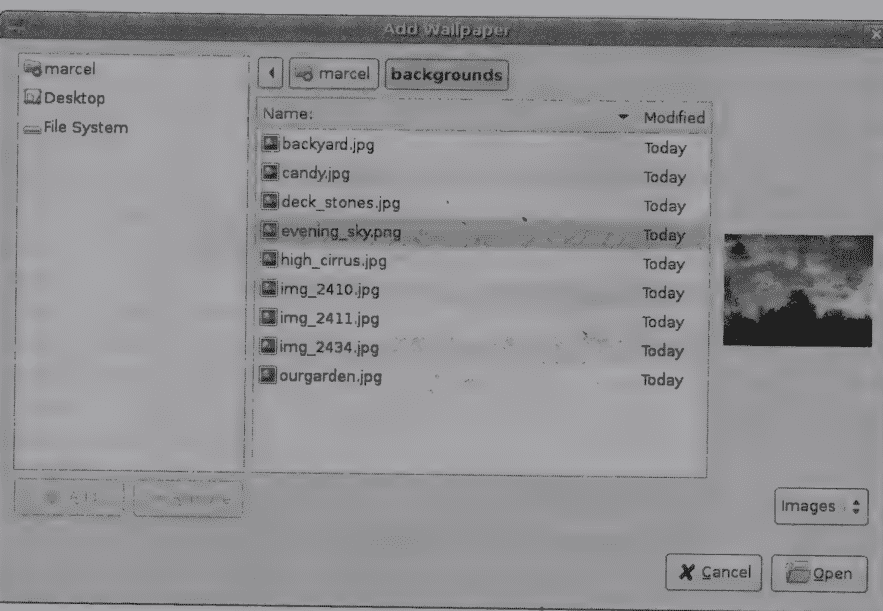 Add Wallpaper
marcel
Desktop
File System
marcel backgrounds
Name: Modified
backyard.jpg Today
candy.jpg Today
deck_stones.jpg Today
evening_sky.png Today
high_cirrus.jpg Today
img_2410.jpg Today
img_2411.jpg Today
img_2434.jpg Today
ourgarden.jpg Today
Images
Cancel Open